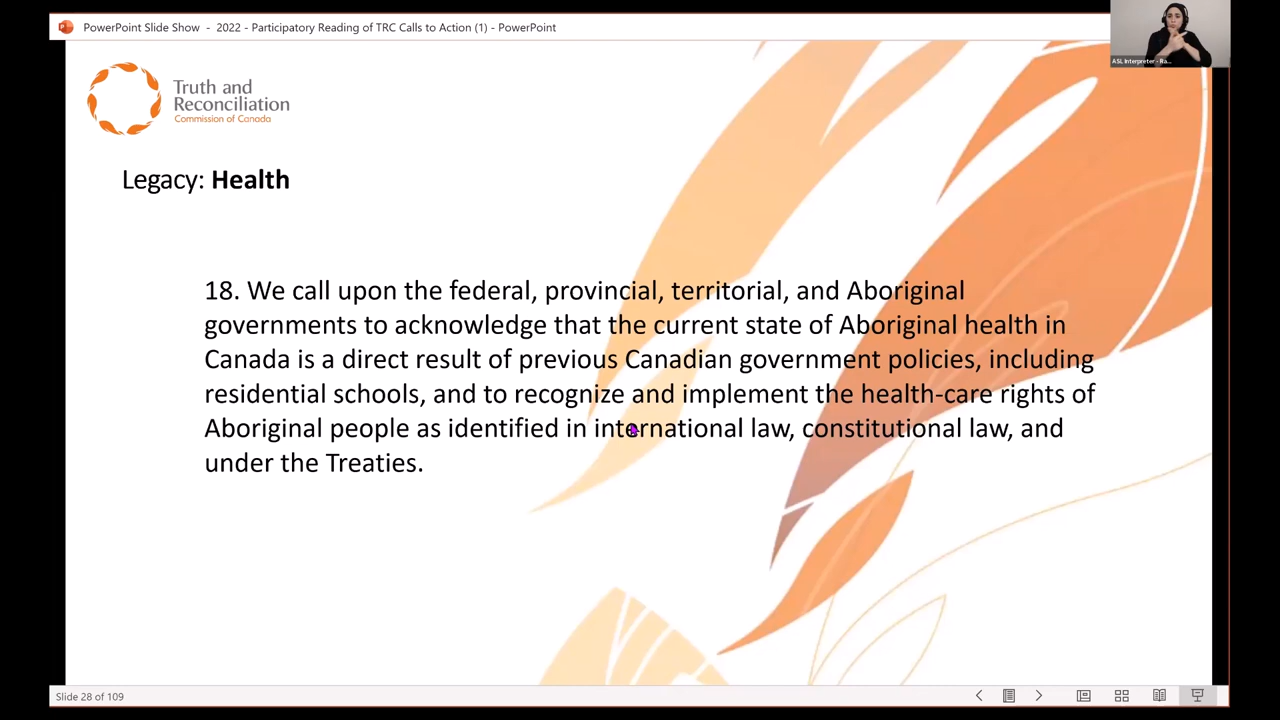 PowerPoint Slide Show - 2022 - Participatory Reading of TRC Calls to Action (1) - PowerPoint
ASL Interpreter - Ra...
Truth and
Reconciliation
Commission of Canada
Legacy: Health
18. We call upon the federal, provincial, territorial, and Aboriginal
governments to acknowledge that the current state of Aboriginal health in
Canada is a direct result of previous Canadian government policies, including
residential schools, and to recognize and implement the health-care rights of
Aboriginal people as identified in international law, constitutional law, and
under the Treaties.
Slide 28 of 109